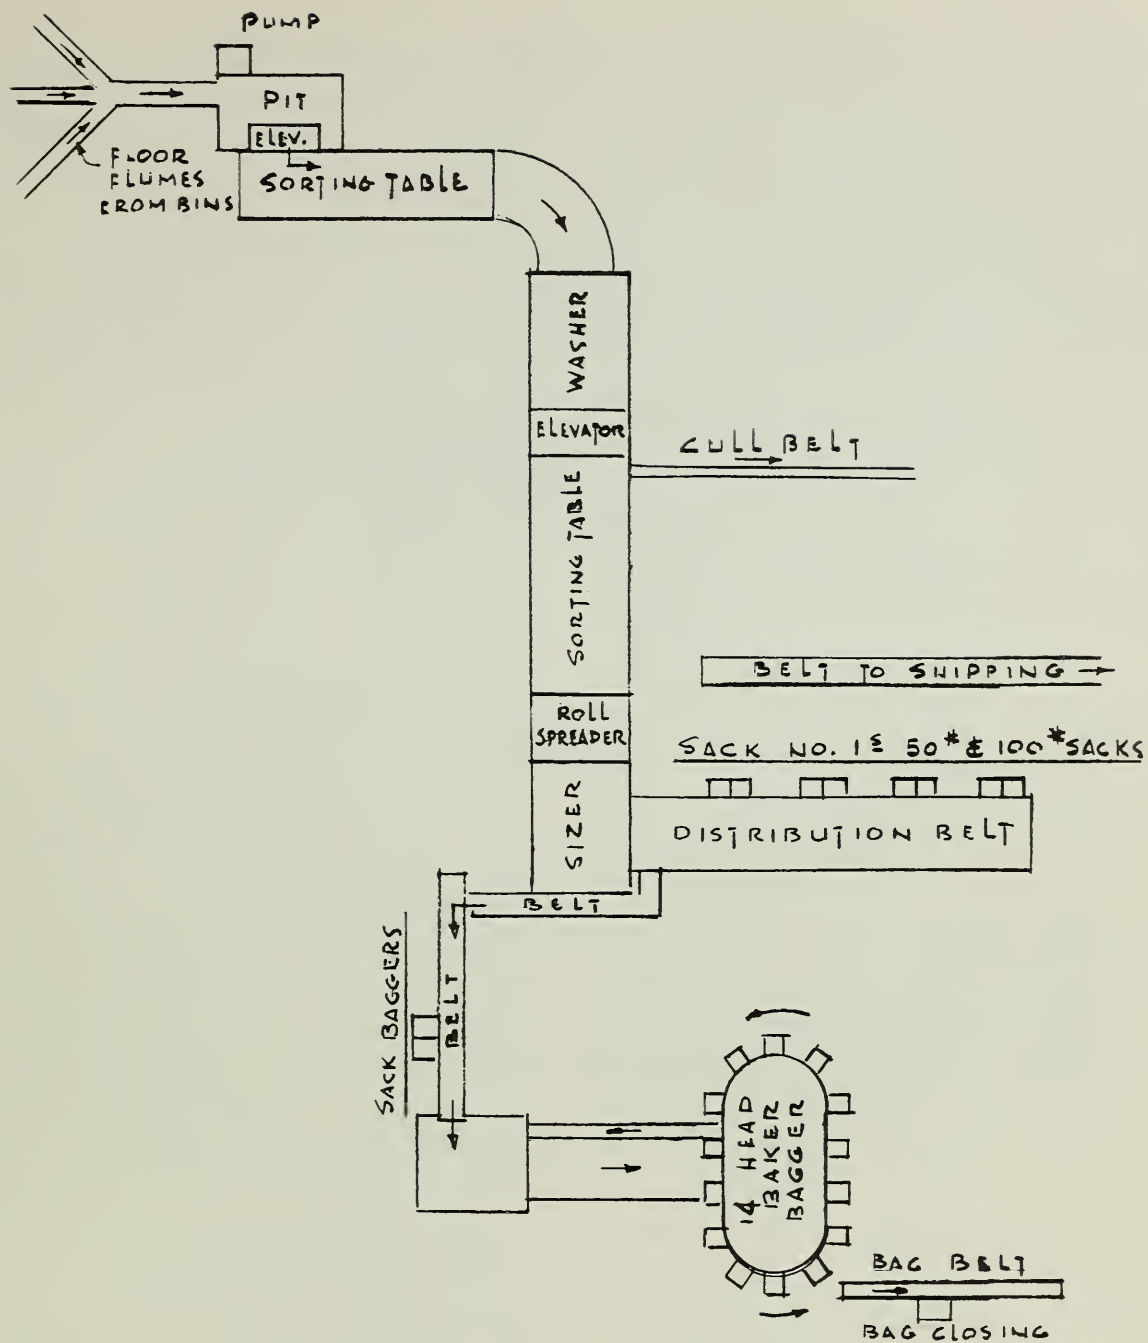 PUMP
PIT
ELEV.
FLOOR
FLUMES
FROM BINS
SORTING TABLE
WASHER
ELEVATOR
CULL BELT
SORTING TABLE
BELT TO SHIPPING
ROLL
SPREADER
SACK NO. 1S 50# & 100# SACKS
SIZER
DISTRIBUTION BELT
BELT
SACK BAGGERS
BELT
14 HEAD
BAKER
BAGGER
BAG BELT
BAG CLOSING